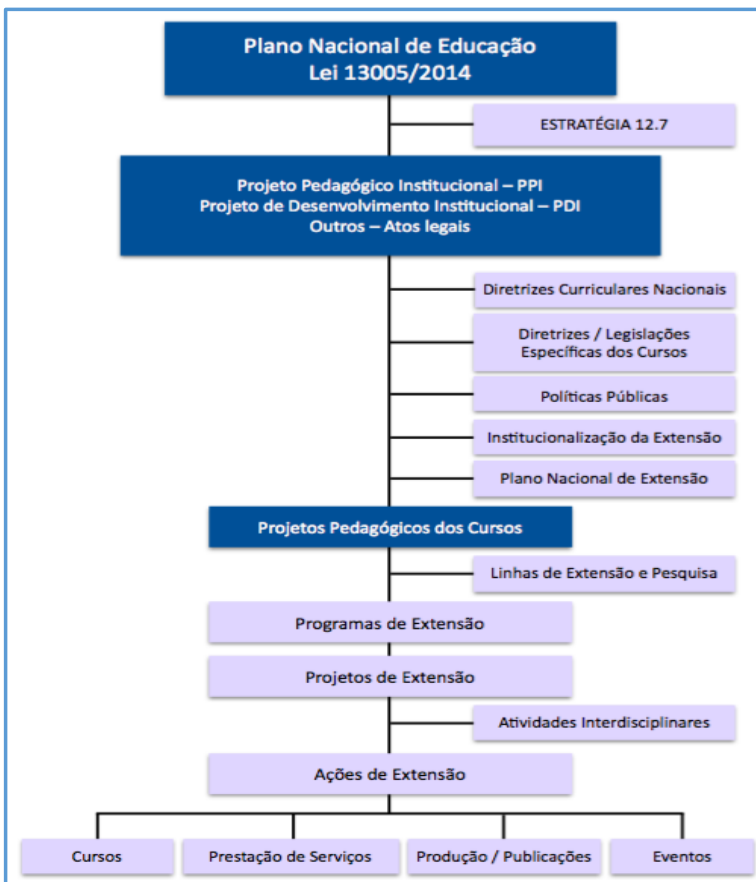 Plano Nacional de Educação
Lei 13005/2014
ESTRATÉGIA 12.7
Projeto Pedagógico Institucional – PPI
Projeto de Desenvolvimento Institucional – PDI
Outros – Atos legais
Diretrizes Curriculares Nacionais
Diretrizes / Legislações
Específicas dos Cursos
Políticas Públicas
Institucionalização da Extensão
Plano Nacional de Extensão
Projetos Pedagógicos dos Cursos
Linhas de Extensão e Pesquisa
Programas de Extensão
Projetos de Extensão
Atividades Interdisciplinares
Ações de Extensão
Cursos
Prestação de Serviços
Produção / Publicações
Eventos